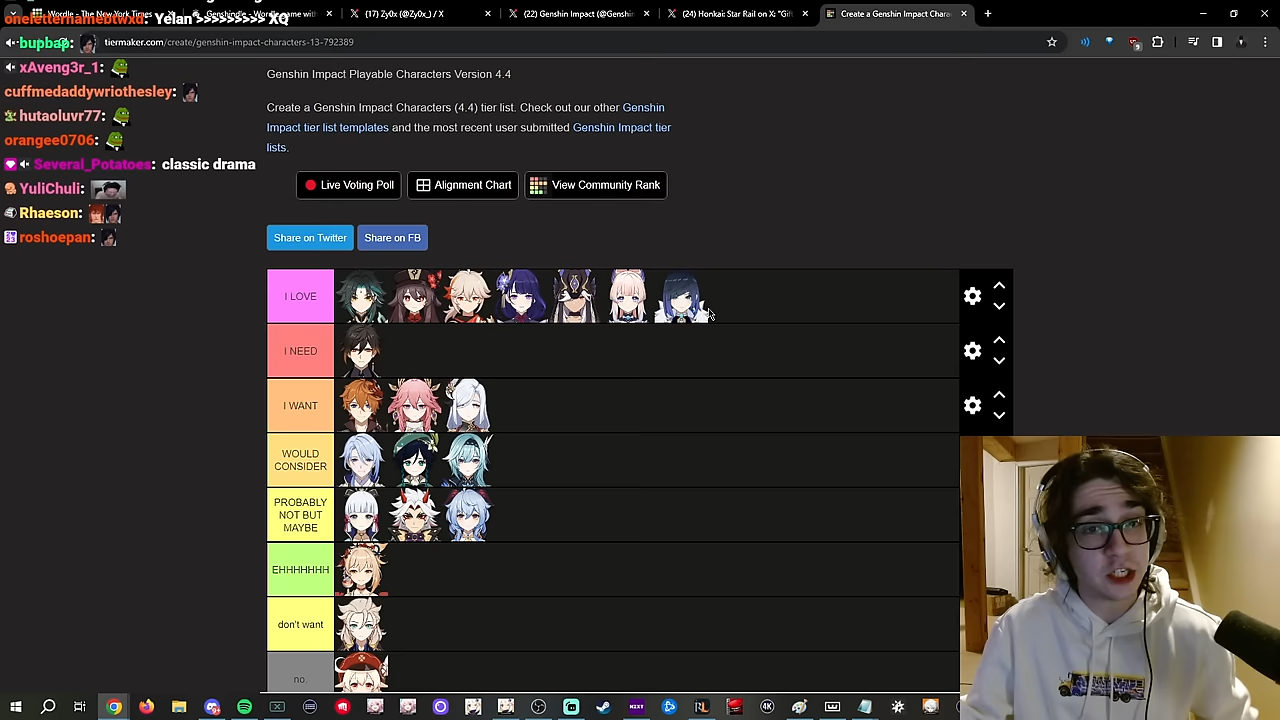 oneletternamebtwxd: Yelan >>>>>>>>> XQ
bupbap:
xAveng3r_1:
cuffmedaddywriothesley:
hutaoluvr77:
orangee0706:
Several_Potatoes: classic drama
YuliChuli:
Rhaeson:
roshoepan:
(17) Zy0x (@Zy0x_) / X
(22) Genshin Impact (@Genshin
(24) Honkai: Star Rail on X: "Gift
Create a Genshin Impact Chara
tiermaker.com/create/genshin-impact-characters-13-792389
Genshin Impact Playable Characters Version 4.4
Create a Genshin Impact Characters (4.4) tier list. Check out our other Genshin
Impact tier list templates and the most recent user submitted Genshin Impact tier
lists.
Live Voting Poll
Alignment Chart
View Community Rank
Share on Twitter
Share on FB
I LOVE
I NEED
I WANT
WOULD
CONSIDER
PROBABLY
NOT BUT
MAYBE
EHHHHHHH
don't want
no